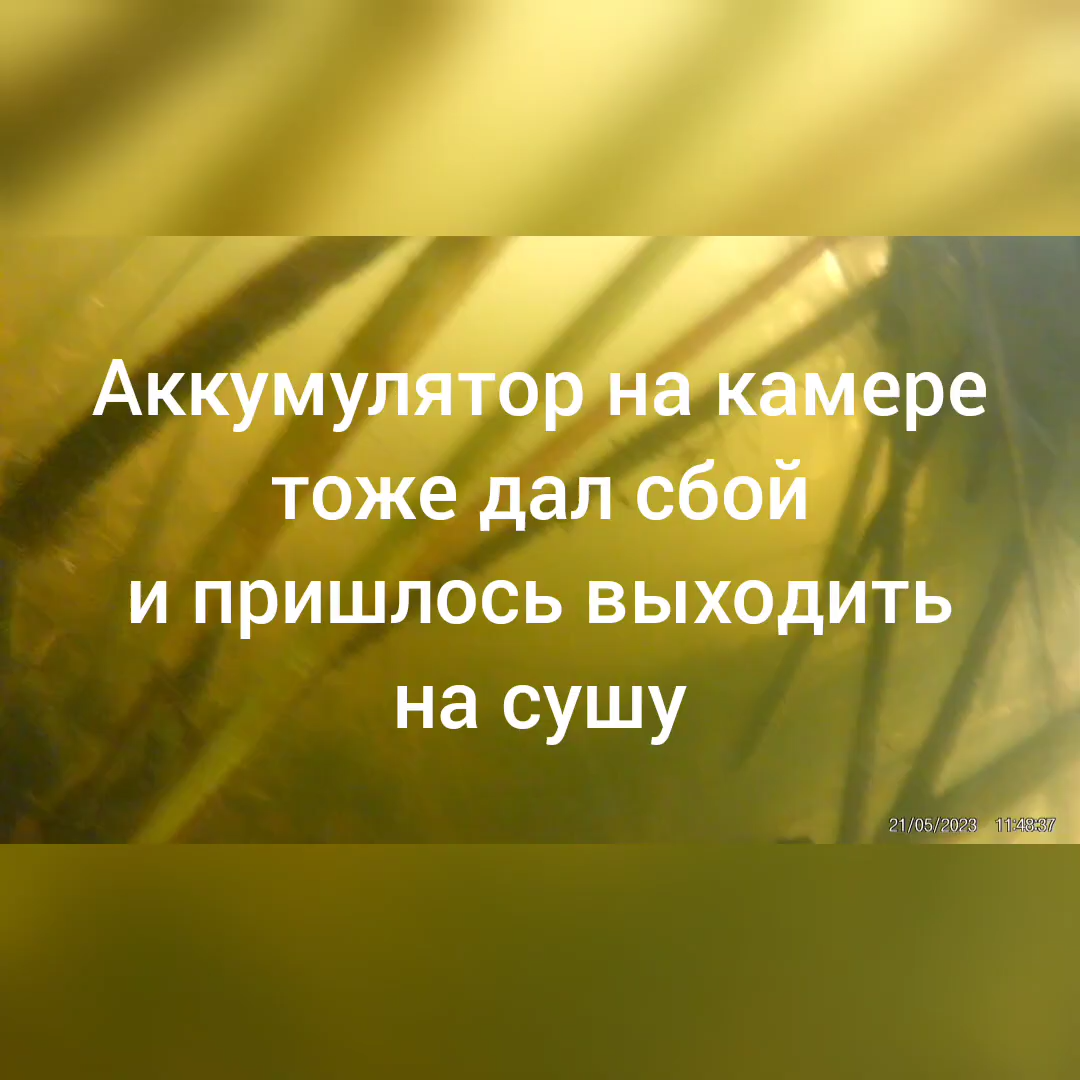 Аккумулятор на камере
тоже дал сбой
и пришлось выходить
на сушу
21/05/2023 11:48:37